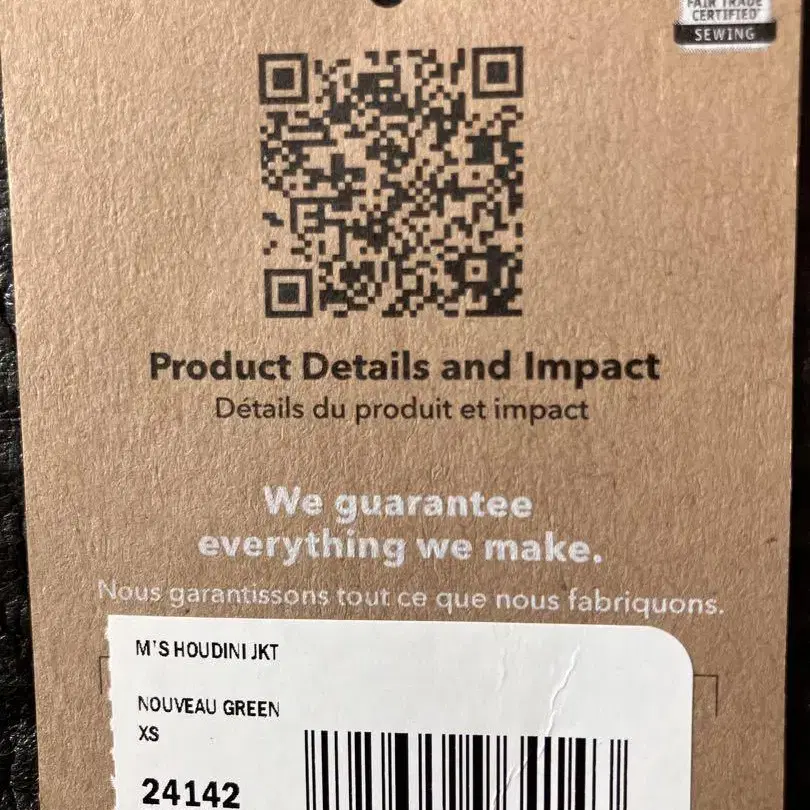 FAIR TRADE
CERTIFIED
SEWING
Product Details and Impact
Détails du produit et impact
We guarantee
everything we make.
Nous garantissons tout ce que nous fabriquons.
M'S HOUDINI JKT
NOUVEAU GREEN
XS
24142